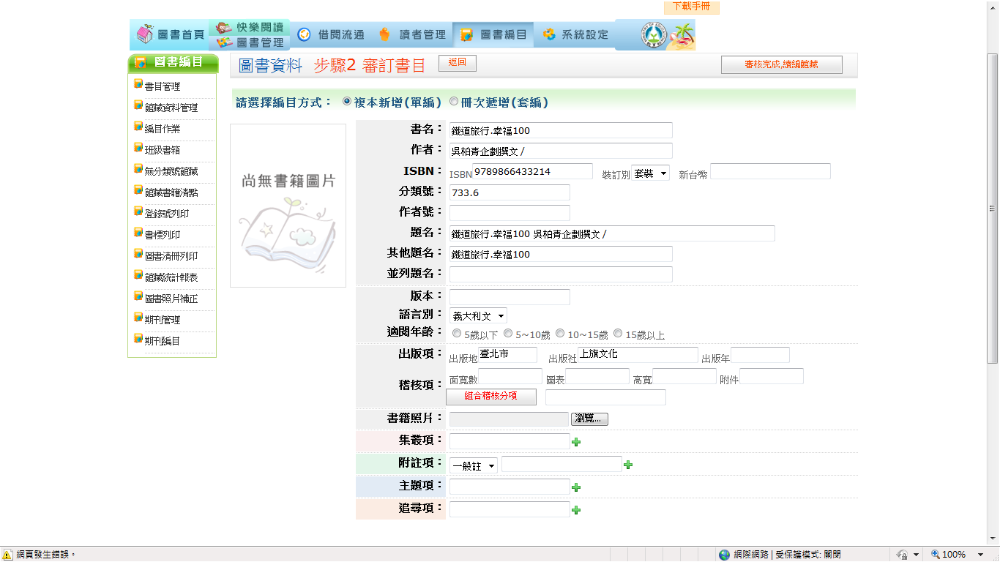 下載手冊
圖書首頁 快樂閱讀 圖書管理 借閱流通 讀者管理 圖書編目 系統設定
圖書編目
書目管理
館藏資料管理
編目作業
班級書箱
無分類號館藏
館藏書籍清點
登錄號列印
書標列印
圖書清冊列印
館藏統計報表
圖書照片補正
期刊管理
期刊編目
圖書資料 步驟2 審訂書目 返回 審核完成,續編館藏
請選擇編目方式： 複本新增(單編) 冊次遞增(套編)
尚無書籍圖片
書名： 鐵道旅行.幸福100
作者： 吳柏青企劃撰文 /
ISBN： ISBN 9789866433214 裝訂別 套裝 新台幣
分類號： 733.6
作者號：
題名： 鐵道旅行.幸福100 吳柏青企劃撰文 /
其他題名： 鐵道旅行.幸福100
並列題名：
版本：
語言別： 義大利文
適閱年齡： 5歲以下 5~10歲 10~15歲 15歲以上
出版項： 出版地 臺北市 出版社 上旗文化 出版年
稽核項： 面寬數 圖表 高寬 附件
組合稽核分項
書籍照片： 瀏覽...
集叢項：
附註項： 一般註
主題項：
追尋項：
網頁發生錯誤。 網際網路 | 受保護模式: 關閉 100%